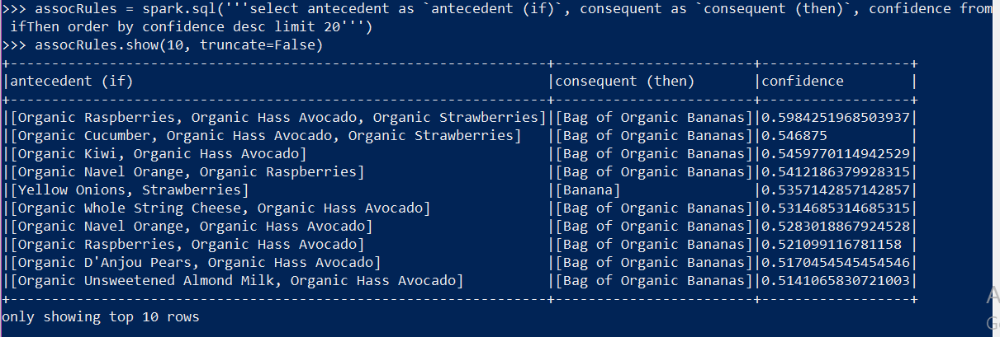 >>> assocRules = spark.sql('''select antecedent as `antecedent (if)`, consequent as `consequent (then)`, confidence from
ifThen order by confidence desc limit 20''')
>>> assocRules.show(10, truncate=False)
+-----------------------------------------------------------------+------------------------+------------------+
|antecedent (if)                                                  |consequent (then)       |confidence        |
+-----------------------------------------------------------------+------------------------+------------------+
|[Organic Raspberries, Organic Hass Avocado, Organic Strawberries]|[Bag of Organic Bananas]|0.5984251968503937|
|[Organic Cucumber, Organic Hass Avocado, Organic Strawberries]   |[Bag of Organic Bananas]|0.546875          |
|[Organic Kiwi, Organic Hass Avocado]                             |[Bag of Organic Bananas]|0.5459770114942529|
|[Organic Navel Orange, Organic Raspberries]                      |[Bag of Organic Bananas]|0.5412186379928315|
|[Yellow Onions, Strawberries]                                    |[Banana]                |0.5357142857142857|
|[Organic Whole String Cheese, Organic Hass Avocado]              |[Bag of Organic Bananas]|0.5314685314685315|
|[Organic Navel Orange, Organic Hass Avocado]                     |[Bag of Organic Bananas]|0.5283018867924528|
|[Organic Raspberries, Organic Hass Avocado]                      |[Bag of Organic Bananas]|0.521099116781158 |
|[Organic D'Anjou Pears, Organic Hass Avocado]                    |[Bag of Organic Bananas]|0.5170454545454546|
|[Organic Unsweetened Almond Milk, Organic Hass Avocado]          |[Bag of Organic Bananas]|0.5141065830721003|
+-----------------------------------------------------------------+------------------------+------------------+
only showing top 10 rows